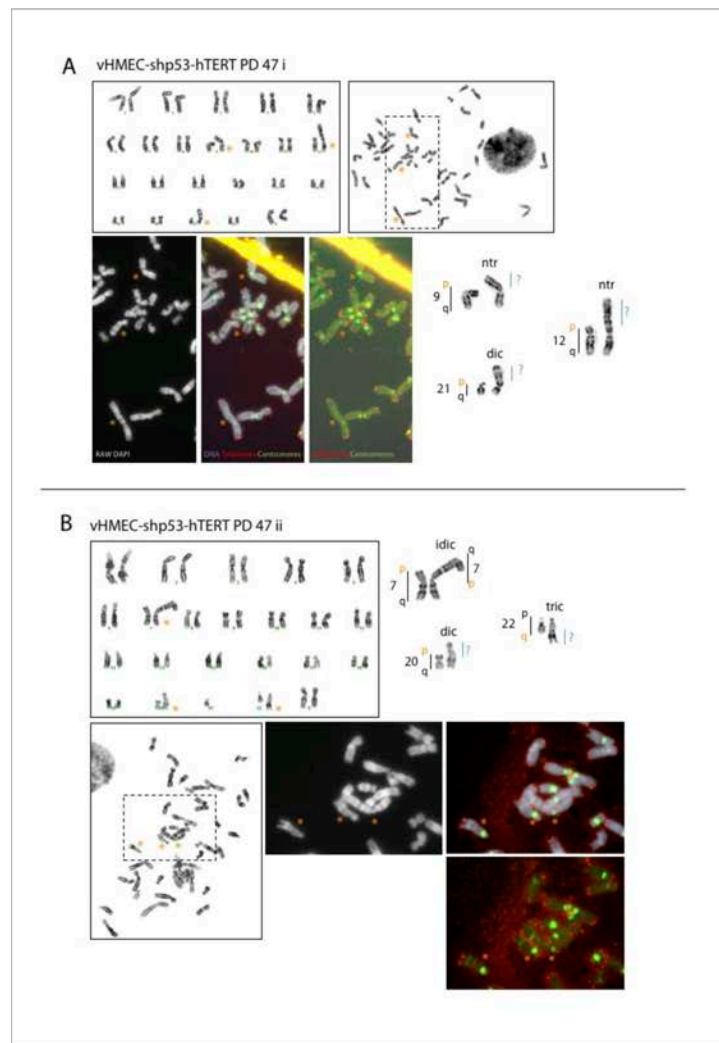 A vHMEC-shp53-hTERT PD 47 i
ntr
p
9
q
?
ntr
p
12
q
?
dic
p
21
q
?
RAW DAPI
DNA Telomeres Centromeres
Telomeres Centromeres
B
vHMEC-shp53-hTERT PD 47 ii
idic
p
7
q
q
7
p
tric
p
22
q
?
dic
p
20
q
?